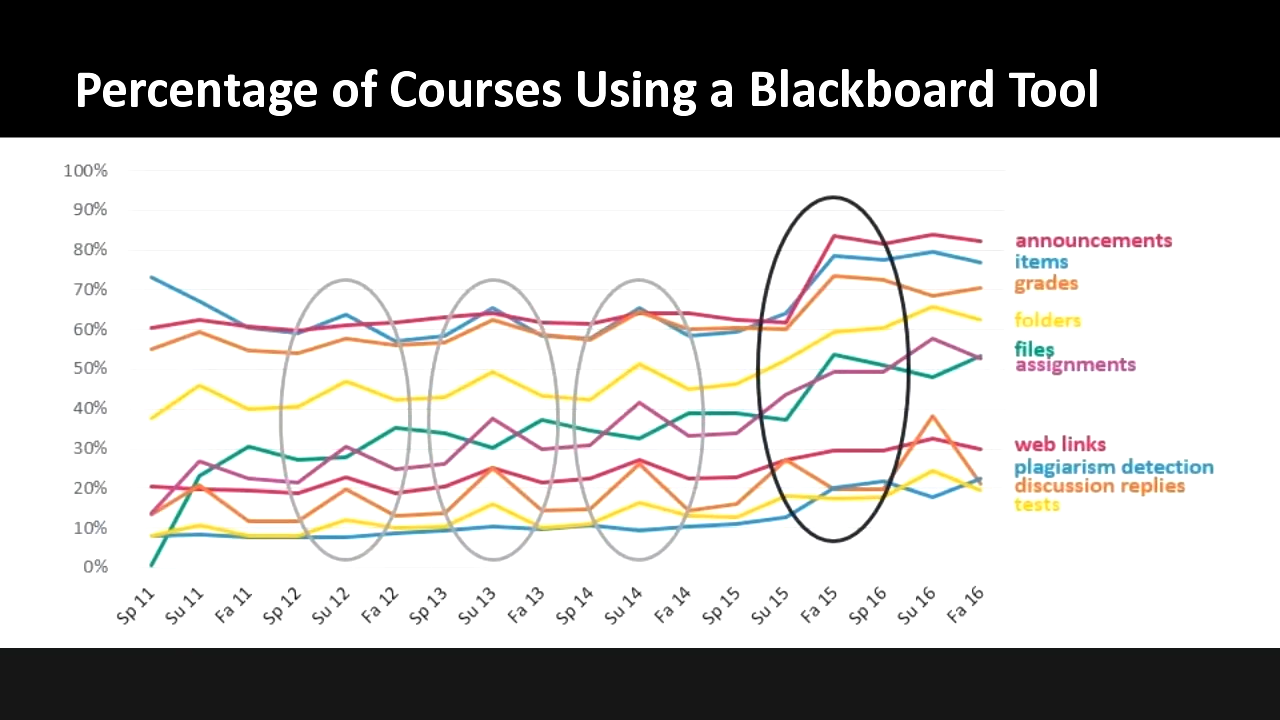 Percentage of Courses Using a Blackboard Tool
100%
90%
80%
70%
60%
50%
40%
30%
20%
10%
0%
announcements
items
grades
folders
files
assignments
web links
plagiarism detection
discussion replies
tests
Sp 11 Su 11 Fa 11 Sp 12 Su 12 Fa 12 Sp 13 Su 13 Fa 13 Sp 14 Su 14 Fa 14 Sp 15 Su 15 Fa 15 Sp 16 Su 16 Fa 16